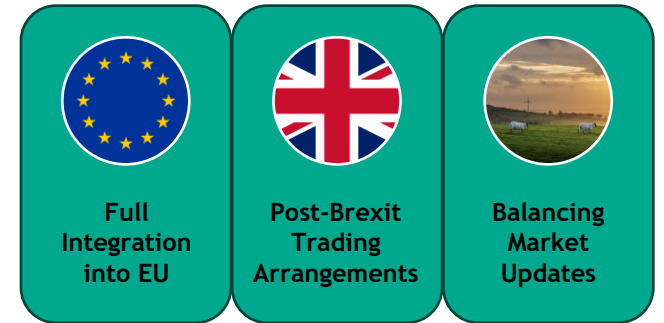 Full
Integration
into EU
Post-Brexit
Trading
Arrangements
Balancing
Market
Updates